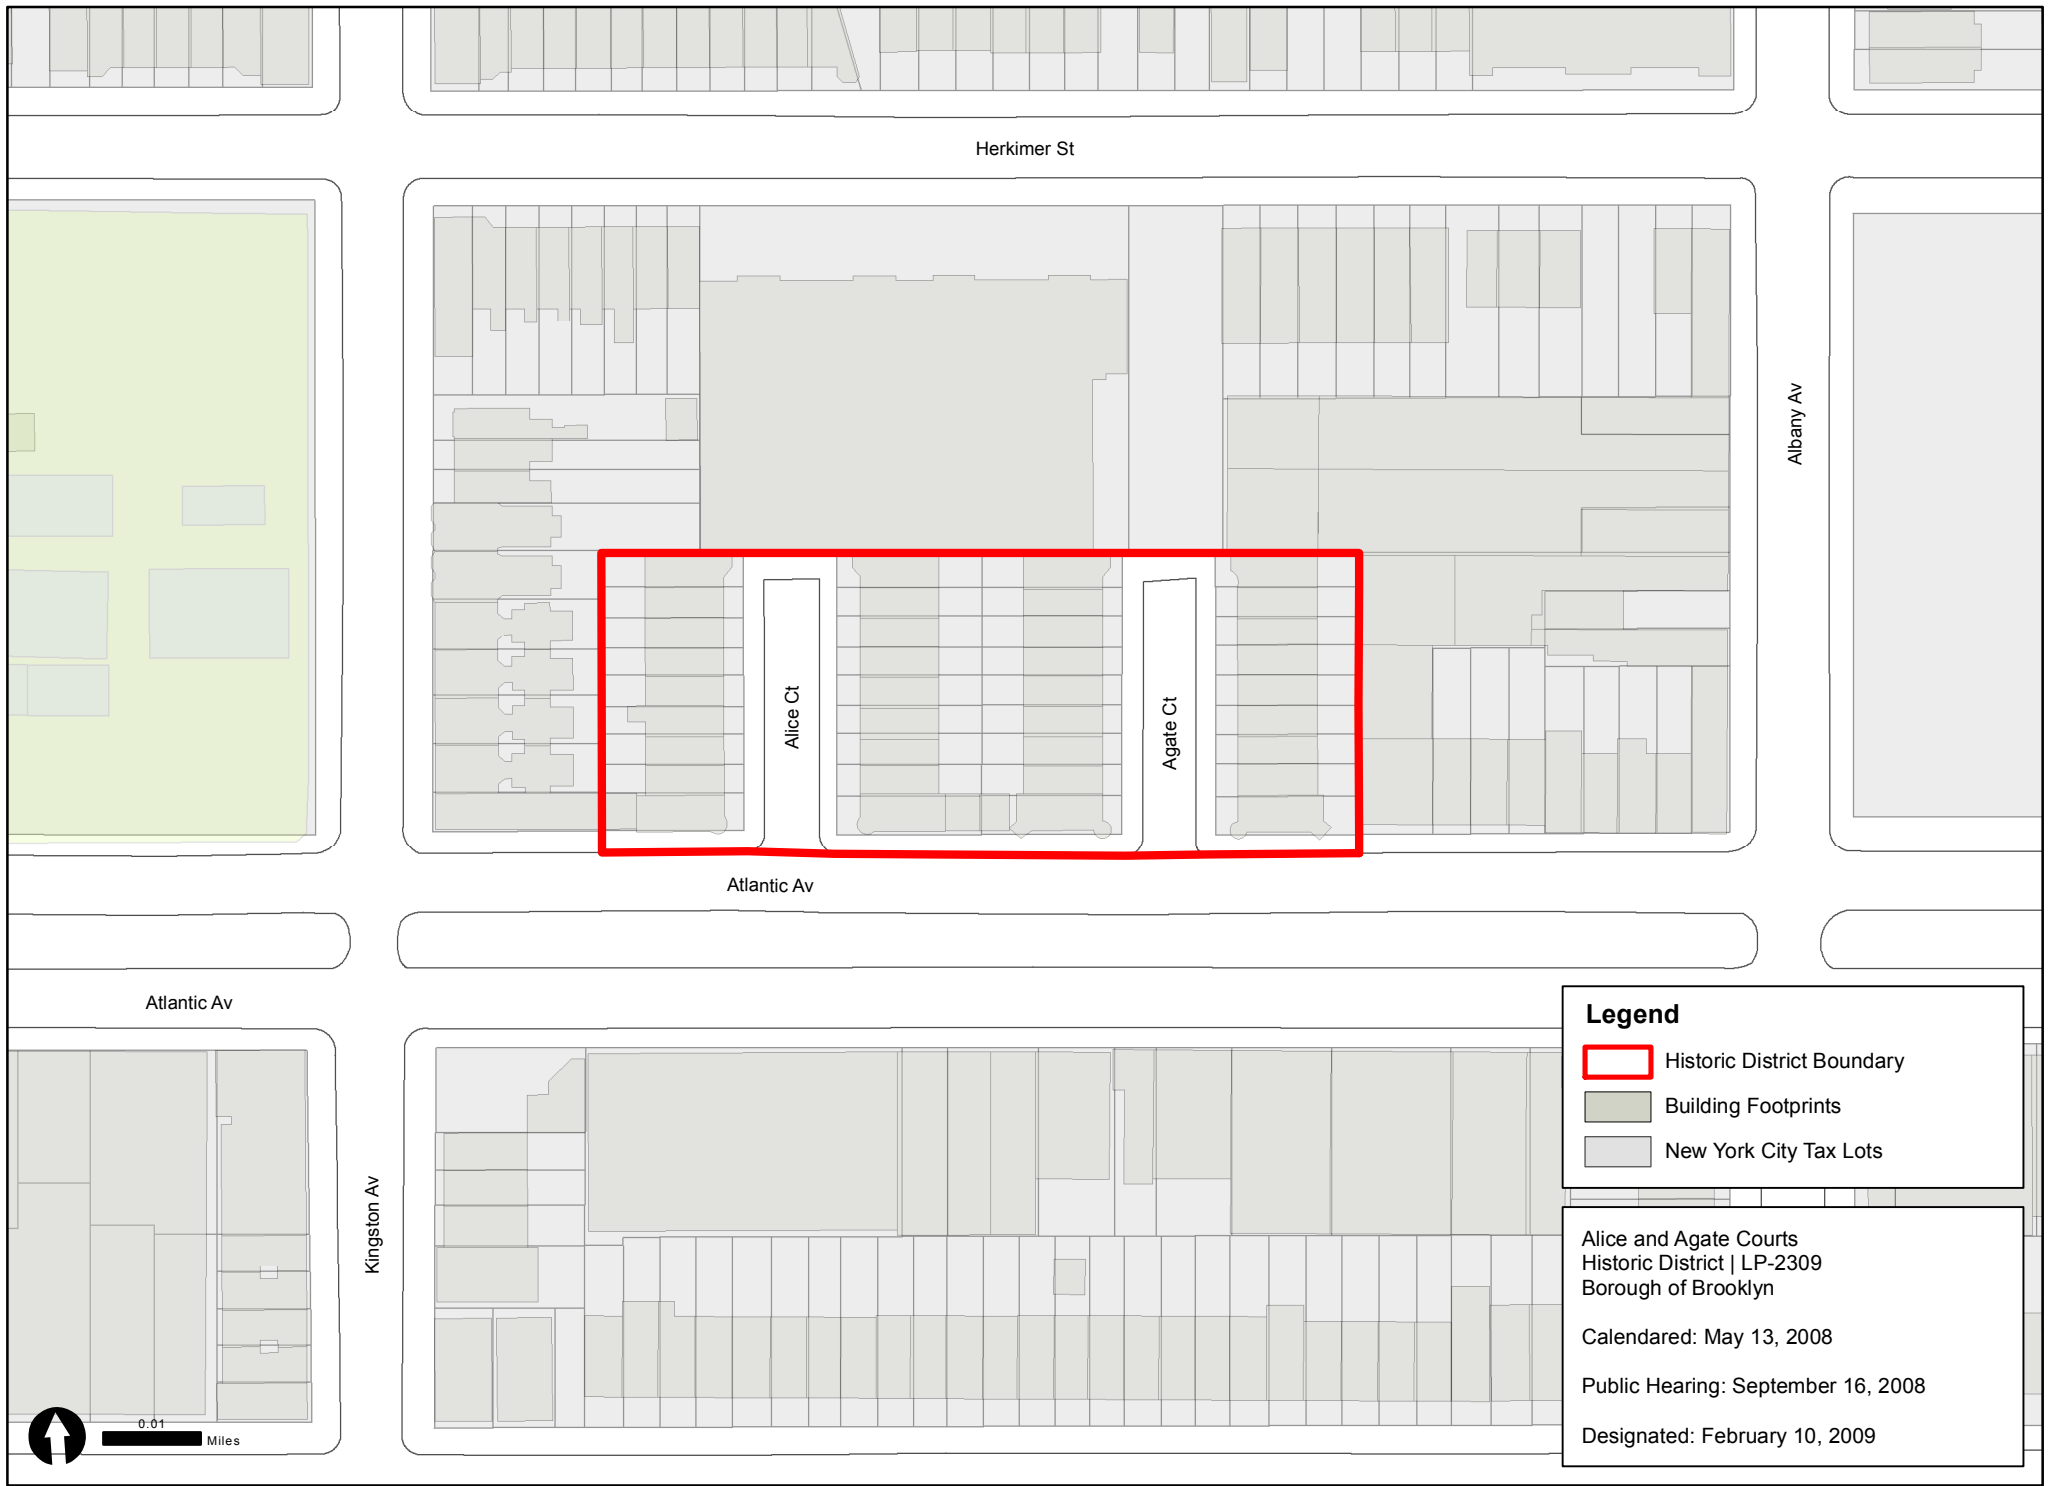 Herkimer St
Albany Av
Alice Ct
Agate Ct
Atlantic Av
Atlantic Av
Kingston Av
Legend
Historic District Boundary
Building Footprints
New York City Tax Lots
Alice and Agate Courts
Historic District | LP-2309
Borough of Brooklyn
Calendared: May 13, 2008
Public Hearing: September 16, 2008
Designated: February 10, 2009
0.01
Miles